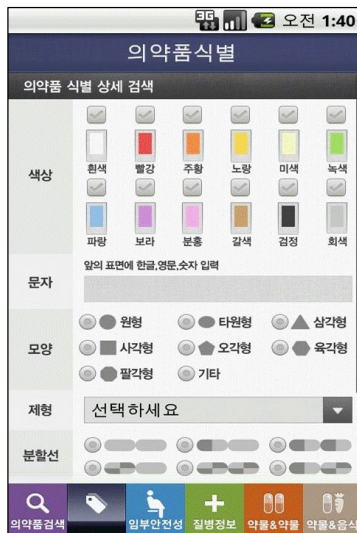 3G 오전 1:40
의약품식별
의약품 식별 상세 검색
색상
흰색 빨강 주황 노랑 미색 녹색
파랑 보라 분홍 갈색 검정 회색
문자
앞의 표면에 한글,영문,숫자 입력
모양
원형 타원형 삼각형
사각형 오각형 육각형
팔각형 기타
제형 선택하세요
분할선
의약품검색 임부안전성 질병정보 약물&약물 약물&음식